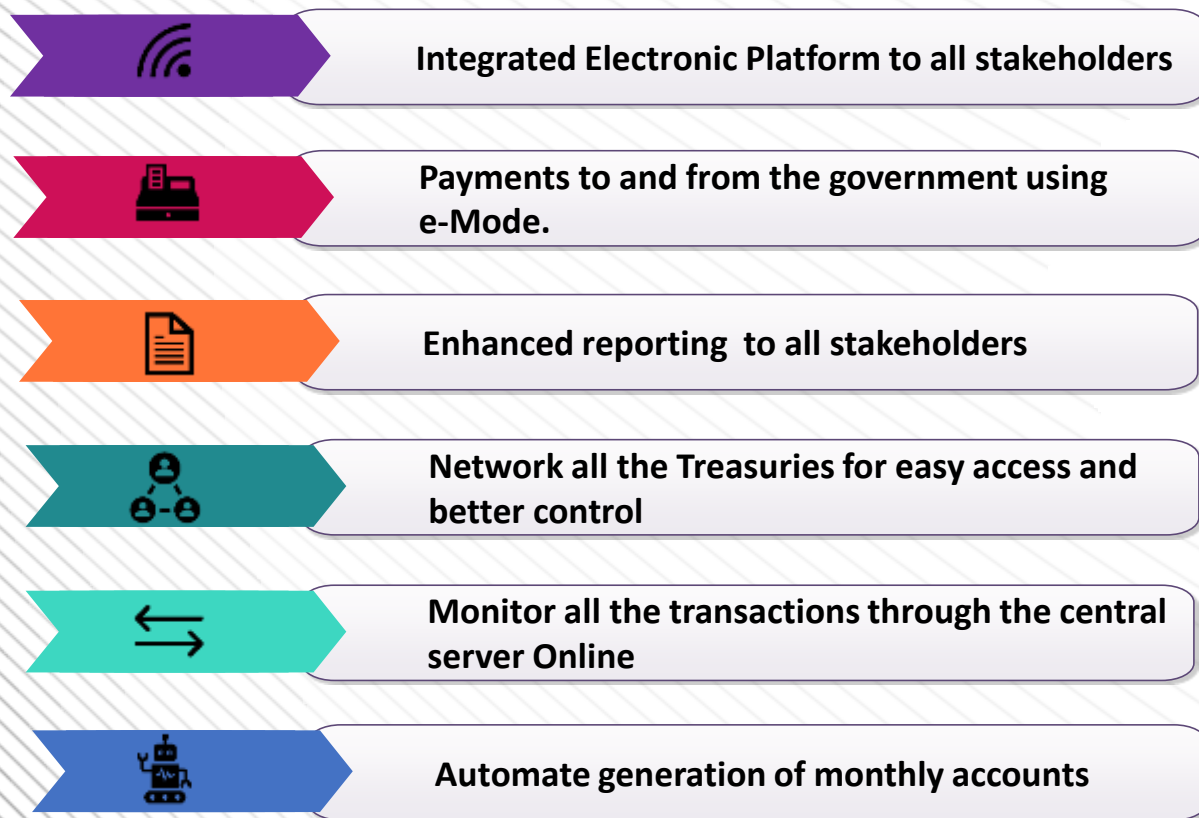 Integrated Electronic Platform to all stakeholders
Payments to and from the government using
e-Mode.
Enhanced reporting to all stakeholders
Network all the Treasuries for easy access and
better control
Monitor all the transactions through the central
server Online
Automate generation of monthly accounts